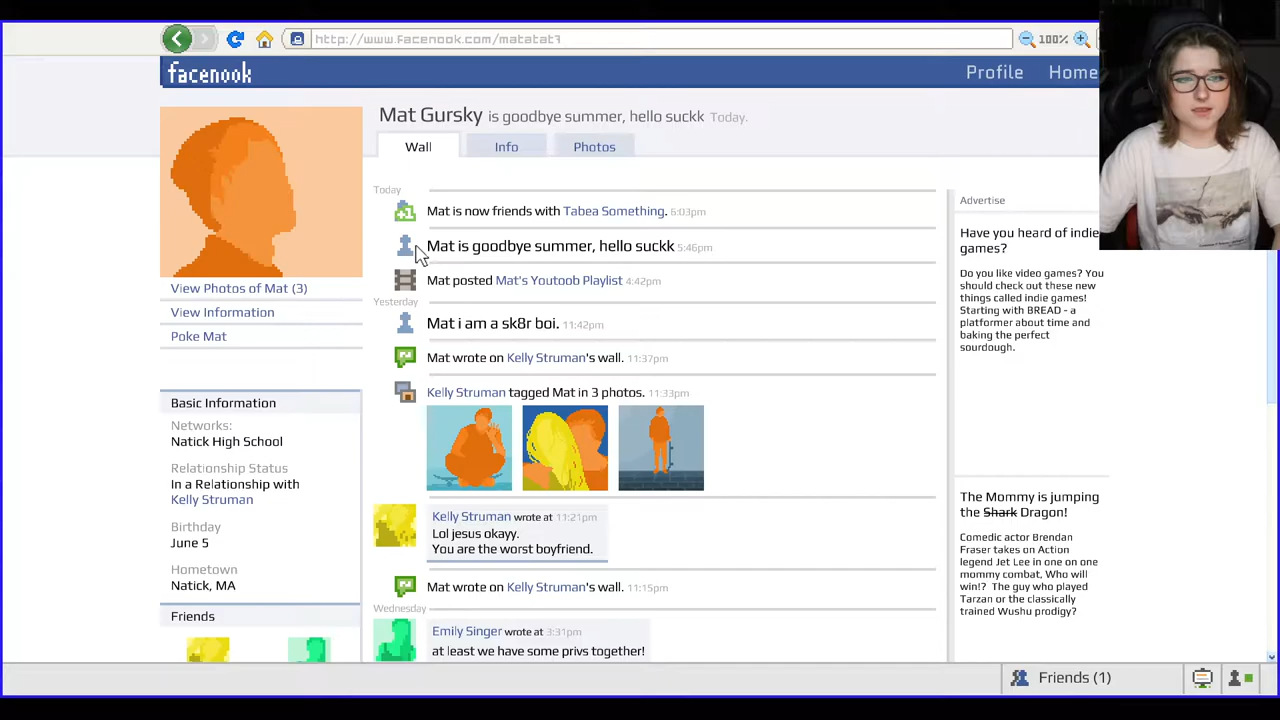 http://www.facenook.com/matatat7
100%
facenook
Profile Home
Mat Gursky is goodbye summer, hello suckk Today.
Wall Info Photos
Today
Mat is now friends with Tabea Something. 6:03pm
Mat is goodbye summer, hello suckk 5:46pm
Mat posted Mat's Youtoob Playlist 4:42pm
Yesterday
Mat i am a sk8r boi. 11:42pm
Mat wrote on Kelly Struman's wall. 11:37pm
Kelly Struman tagged Mat in 3 photos. 11:33pm
Kelly Struman wrote at 11:21pm
Lol jesus okayy.
You are the worst boyfriend.
Mat wrote on Kelly Struman's wall. 11:15pm
Wednesday
Emily Singer wrote at 3:31pm
at least we have some privs together!
View Photos of Mat (3)
View Information
Poke Mat
Basic Information
Networks:
Natick High School
Relationship Status
In a Relationship with
Kelly Struman
Birthday
June 5
Hometown
Natick, MA
Friends
Advertise
Have you heard of indie
games?
Do you like video games? You
should check out these new
things called indie games!
Starting with BREAD - a
platformer about time and
baking the perfect
sourdough.
The Mommy is jumping
the Shark Dragon!
Comedic actor Brendan
Fraser takes on Action
legend Jet Lee in one on one
mommy combat. Who will
win!? The guy who played
Tarzan or the classically
trained Wushu prodigy?
Friends (1)
+1